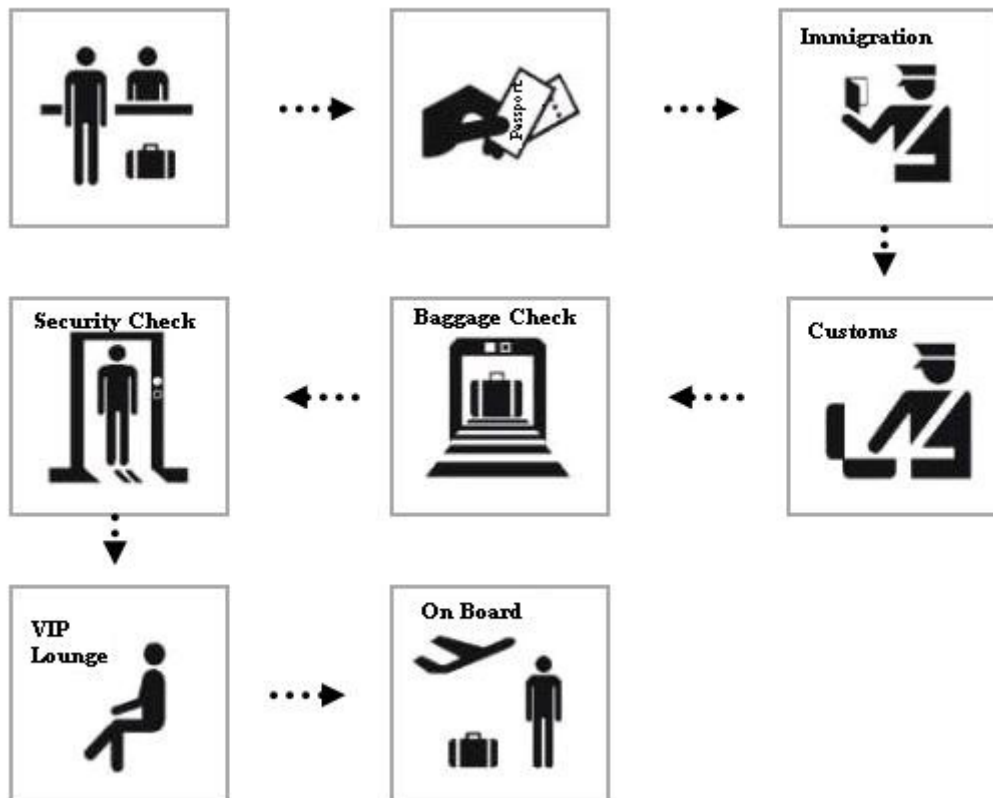 Passport
Immigration
Security Check
Baggage Check
Customs
VIP
Lounge
On Board